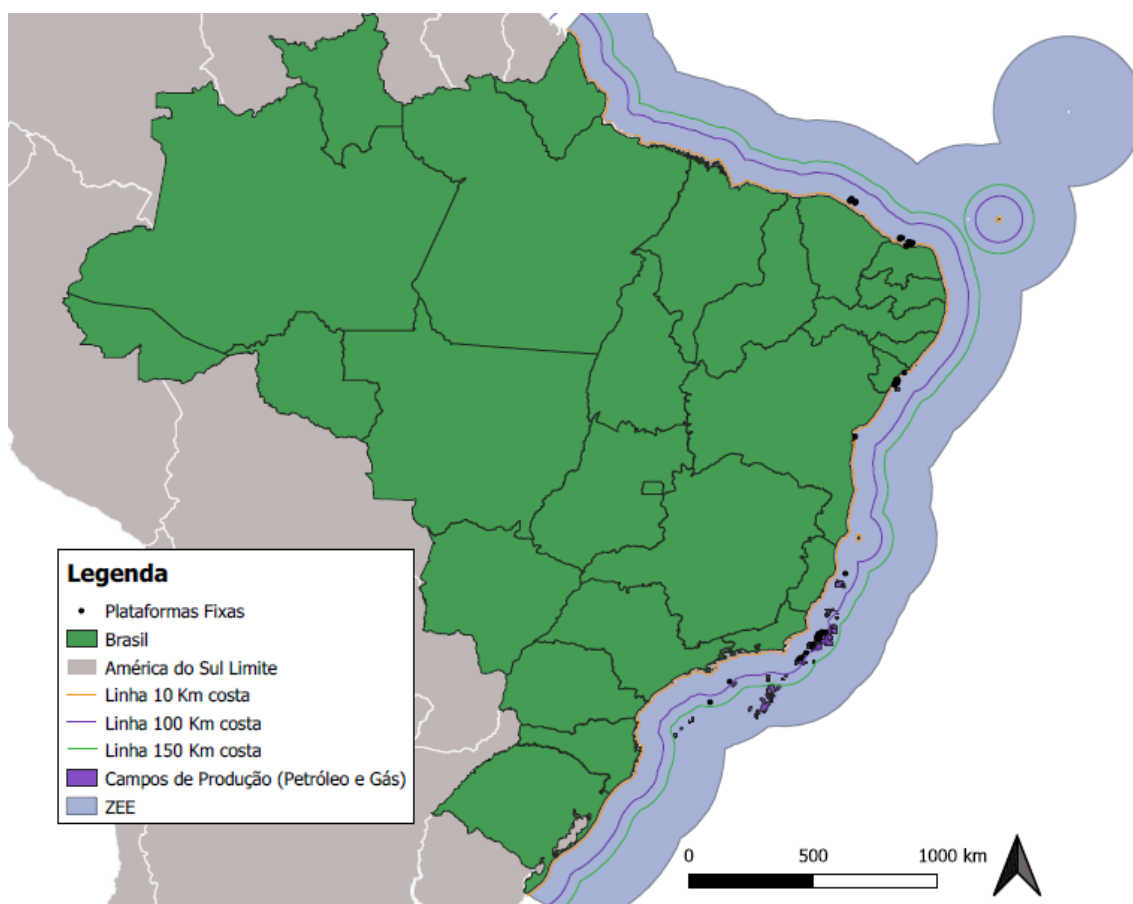 Legenda
Plataformas Fixas
Brasil
América do Sul Limite
Linha 10 Km costa
Linha 100 Km costa
Linha 150 Km costa
Campos de Produção (Petróleo e Gás)
ZEE
0 500 1000 km